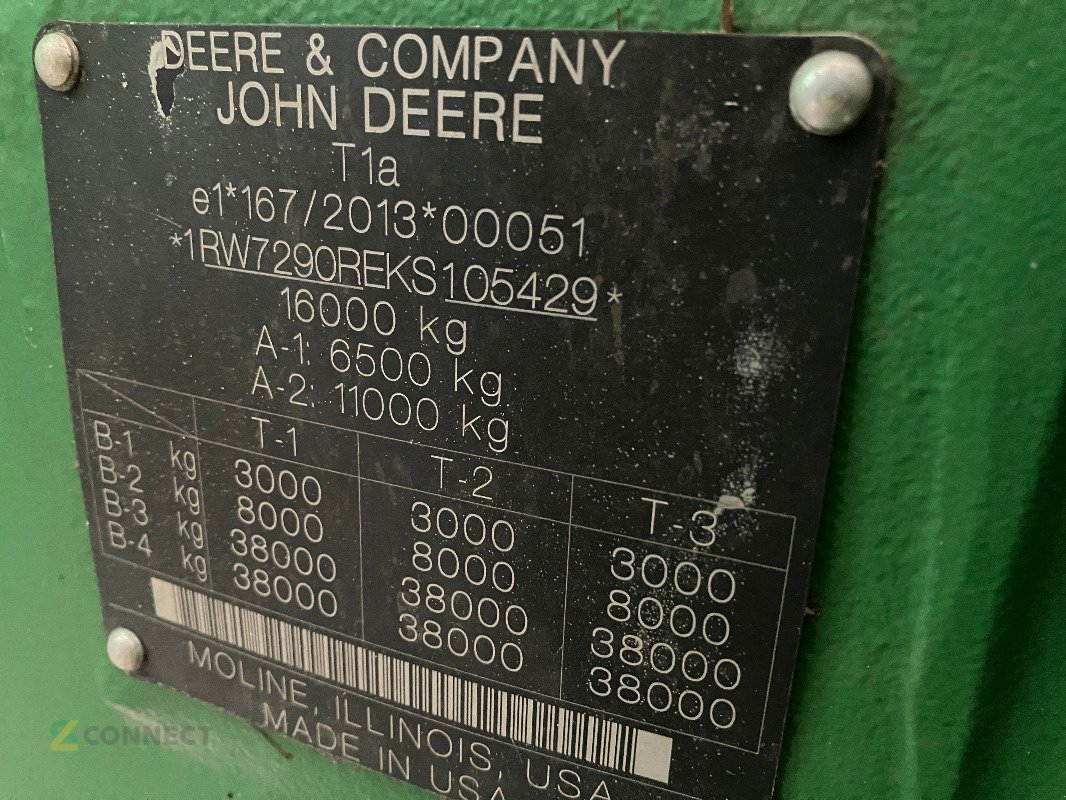 DEERE & COMPANY
JOHN DEERE
T1a
e1*167/2013*00051
*1RW7290REKS105429*
16000 kg
A-1: 6500 kg
A-2: 11000 kg
T-1 T-2 T-3
B-1 kg 3000 3000 3000
B-2 kg 8000 8000 8000
B-3 kg 38000 38000 38000
B-4 kg 38000 38000 38000
MOLINE, ILLINOIS, USA
MADE IN USA
CONNECT